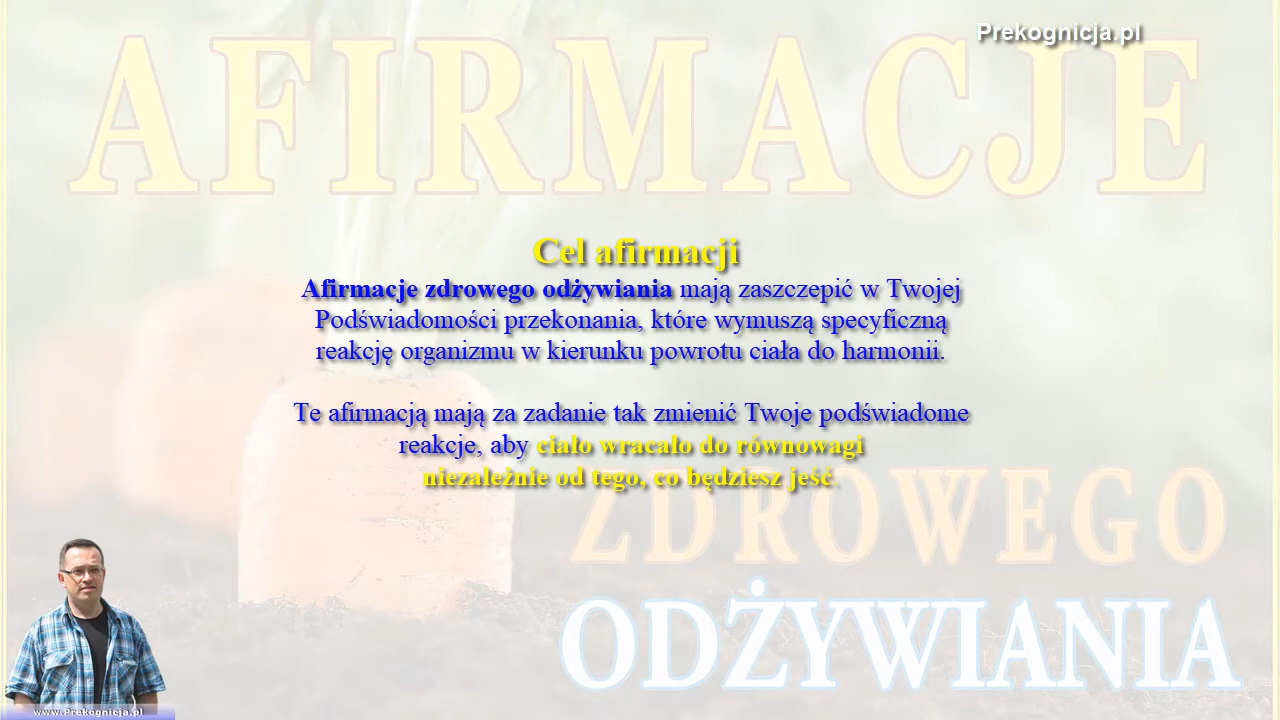 Prekognicja.pl
AFIRMACJE
Cel afirmacji
Afirmacje zdrowego odżywiania mają zaszczepić w Twojej
Podświadomości przekonania, które wymuszą specyficzną
reakcję organizmu w kierunku powrotu ciała do harmonii.
Te afirmacją mają za zadanie tak zmienić Twoje podświadome
reakcje, aby ciało wracało do równowagi
niezależnie od tego, co będziesz jeść.
ZDROWEGO
ODŻYWIANIA
www.Prekognicja.pl